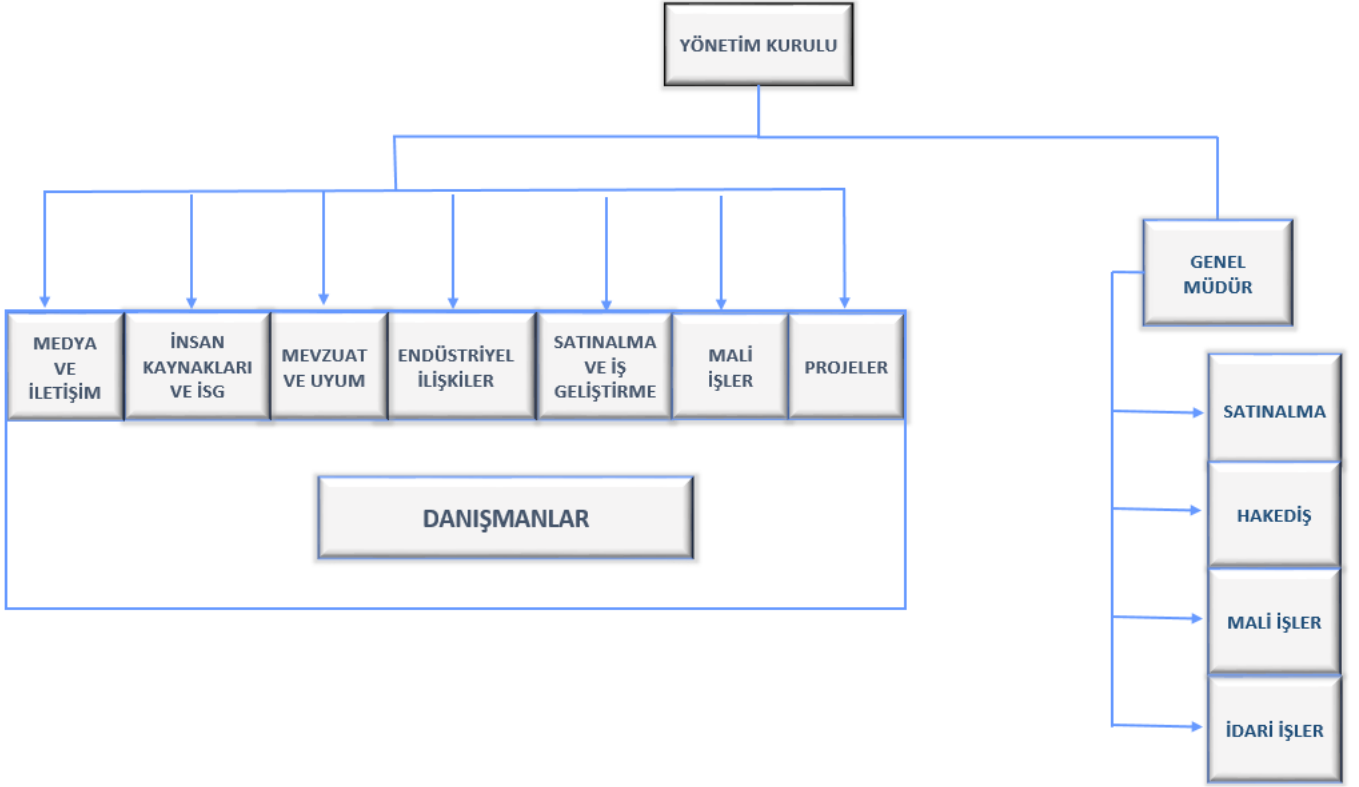 YÖNETİM KURULU
GENEL
MÜDÜR
MEDYA
VE
İLETİŞİM
İNSAN
KAYNAKLARI
VE İSG
MEVZUAT
VE UYUM
ENDÜSTRİYEL
İLİŞKİLER
SATINALMA
VE İŞ
GELİŞTİRME
MALİ
İŞLER
PROJELER
DANIŞMANLAR
SATINALMA
HAKEDİŞ
MALİ İŞLER
İDARİ İŞLER